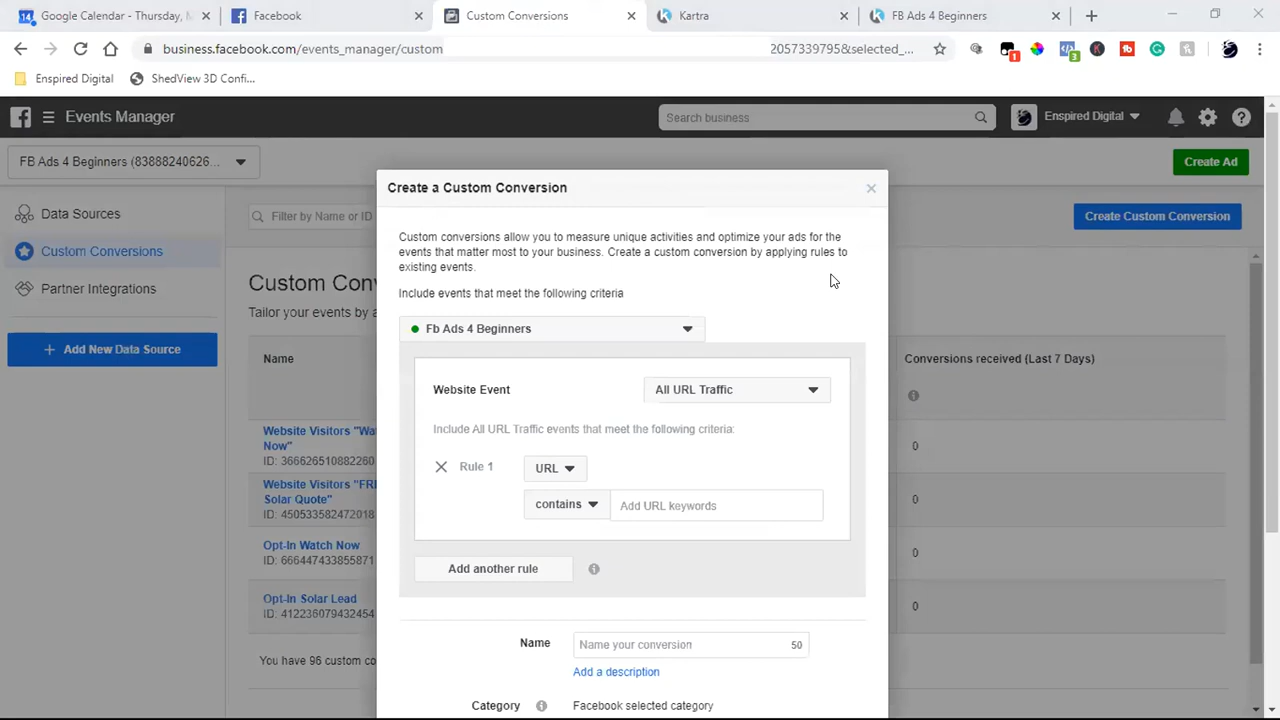 14 Google Calendar - Thursday, M
Facebook
Custom Conversions
Kartra
FB Ads 4 Beginners
business.facebook.com/events_manager/custom
2057339795&selected_...
1
3
Enspired Digital
ShedView 3D Confi...
Events Manager
Search business
Enspired Digital
FB Ads 4 Beginners (83888240626...
Create Ad
Create a Custom Conversion
Data Sources
Filter by Name or ID
Create Custom Conversion
Custom conversions allow you to measure unique activities and optimize your ads for the
events that matter most to your business. Create a custom conversion by applying rules to
existing events.
Custom Conversions
Custom Con
Partner Integrations
Tailor your events by a
Include events that meet the following criteria
Fb Ads 4 Beginners
+ Add New Data Source
Name
Conversions received (Last 7 Days)
Website Event
All URL Traffic
Include All URL Traffic events that meet the following criteria:
Website Visitors "Wa
Now"
ID: 366626510882260
0
Rule 1
URL
contains
Add URL keywords
Website Visitors "FRE
Solar Quote"
ID: 450533582472018
0
Opt-In Watch Now
ID: 666447433855871
0
Add another rule
Opt-In Solar Lead
ID: 412236079432454
0
Name
Name your conversion
50
Add a description
You have 96 custom co
Category
Facebook selected category